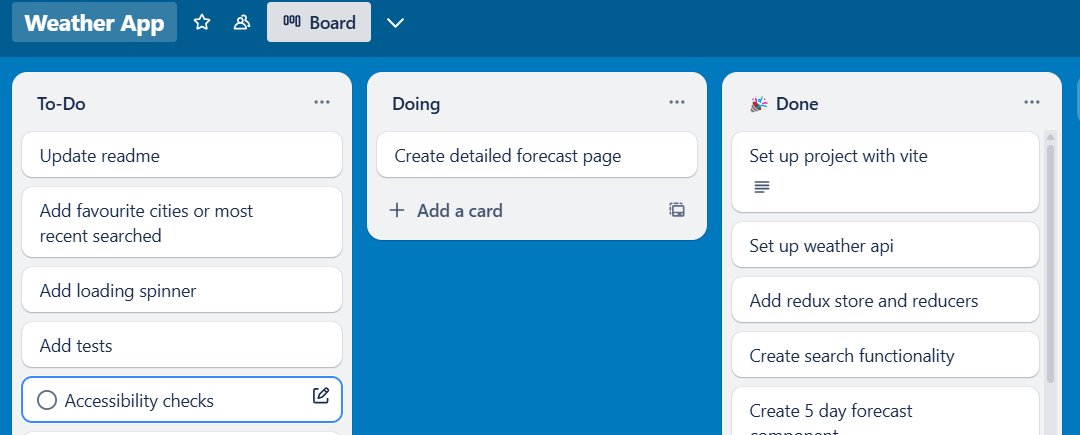 Weather App
Board
To-Do
Update readme
Add favourite cities or most
recent searched
Add loading spinner
Add tests
Accessibility checks
Doing
Create detailed forecast page
Add a card
Done
Set up project with vite
Set up weather api
Add redux store and reducers
Create search functionality
Create 5 day forecast
component